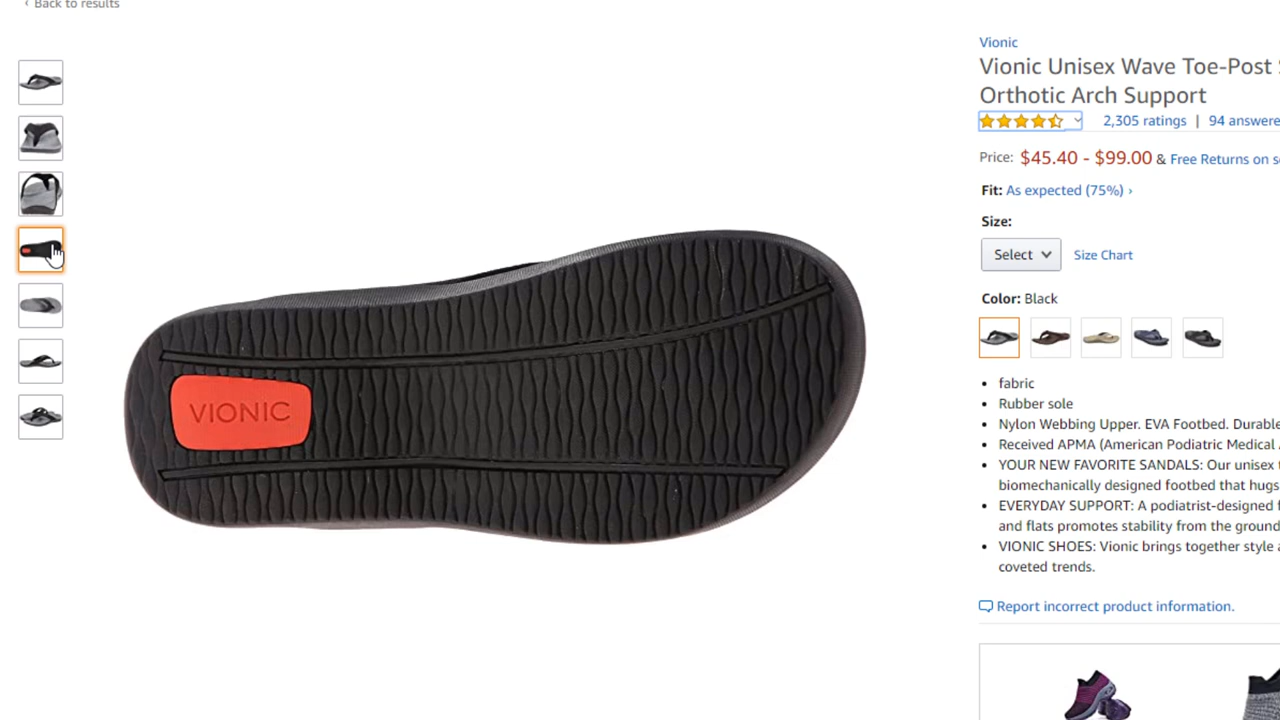 ‹ Back to results
Vionic
Vionic Unisex Wave Toe-Post
Orthotic Arch Support
2,305 ratings | 94 answere
Price: $45.40 - $99.00 & Free Returns on s
Fit: As expected (75%) ›
Size:
Select Size Chart
Color: Black
• fabric
• Rubber sole
• Nylon Webbing Upper. EVA Footbed. Durable
• Received APMA (American Podiatric Medical
• YOUR NEW FAVORITE SANDALS: Our unisex
biomechanically designed footbed that hugs
• EVERYDAY SUPPORT: A podiatrist-designed
and flats promotes stability from the ground
• VIONIC SHOES: Vionic brings together style
coveted trends.
Report incorrect product information.
VIONIC